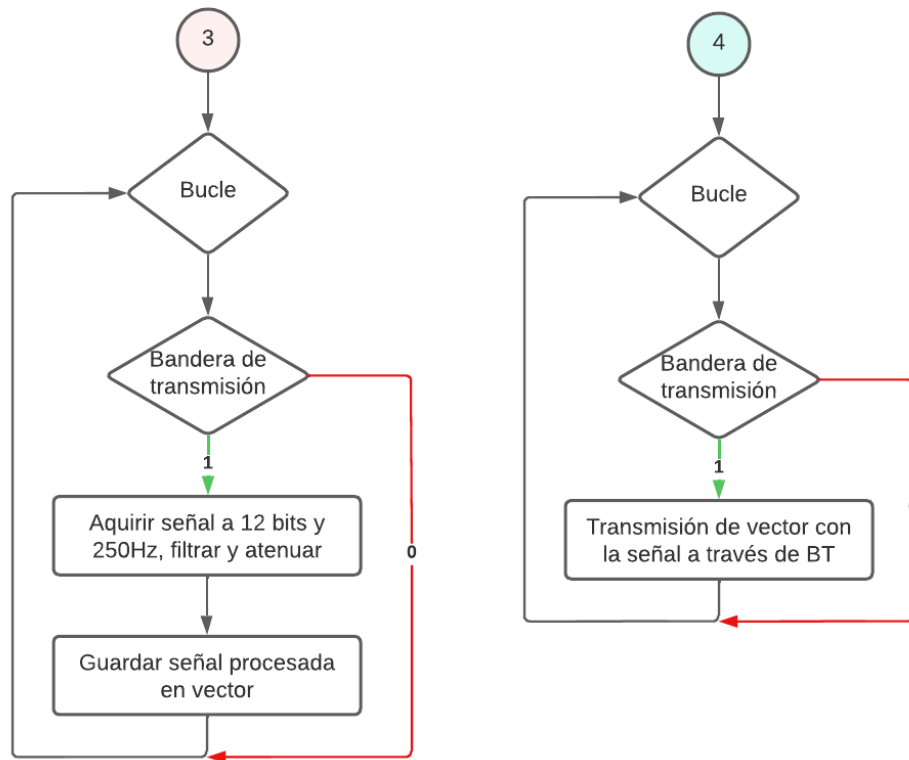 3
Bucle
Bandera de
transmisión
1
Aquirir señal a 12 bits y
250Hz, filtrar y atenuar
0
Guardar señal procesada
en vector
4
Bucle
Bandera de
transmisión
1
Transmisión de vector con
la señal a través de BT